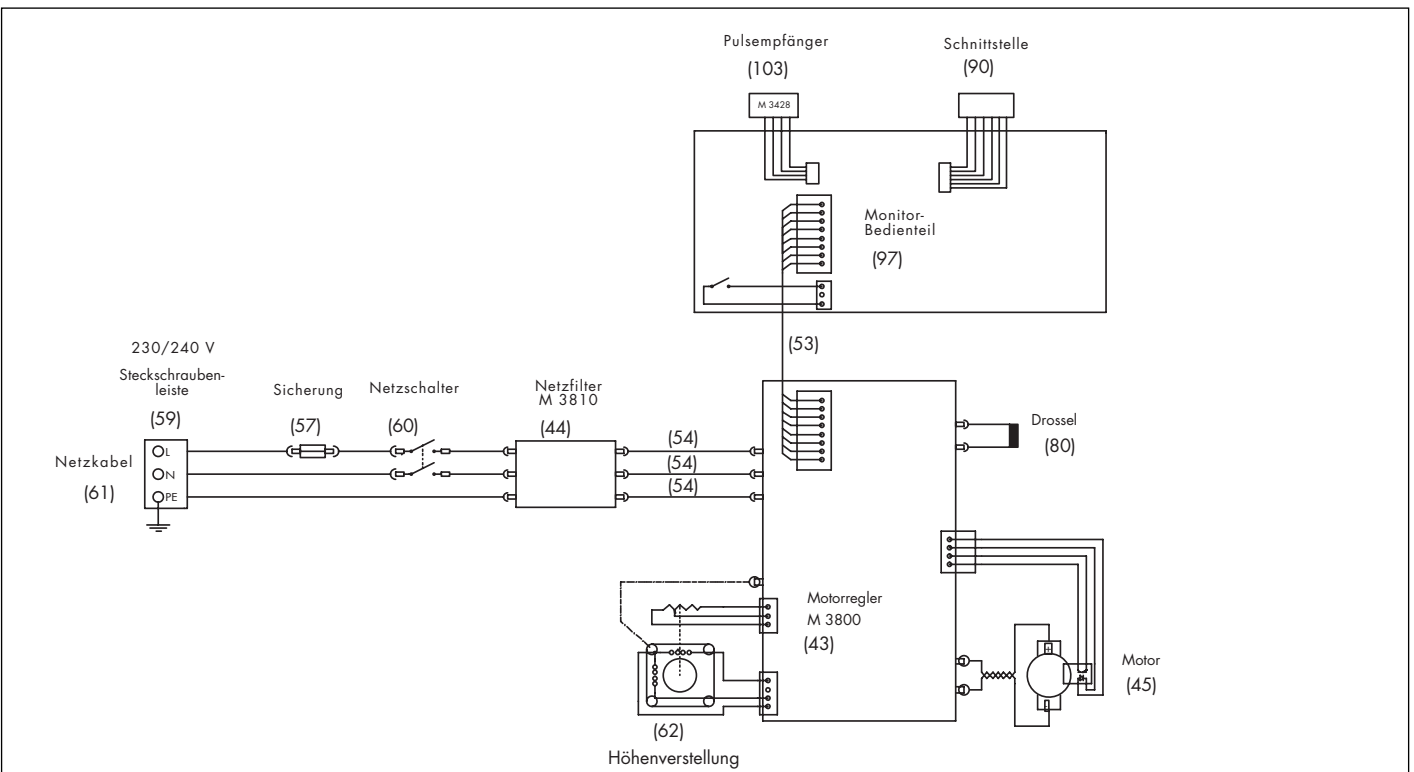 Pulsempfänger
(103)
M 3428
Schnittstelle
(90)
Monitor-
Bedienteil
(97)
(53)
230/240 V
Steckschrauben-
leiste
(59)
Sicherung
(57)
Netzschalter
(60)
Netzfilter
M 3810
(44)
(54)
(54)
(54)
Netzkabel
(61)
L
N
PE
Drossel
(80)
Motorregler
M 3800
(43)
Motor
(45)
+
-
(62)
Höhenverstellung